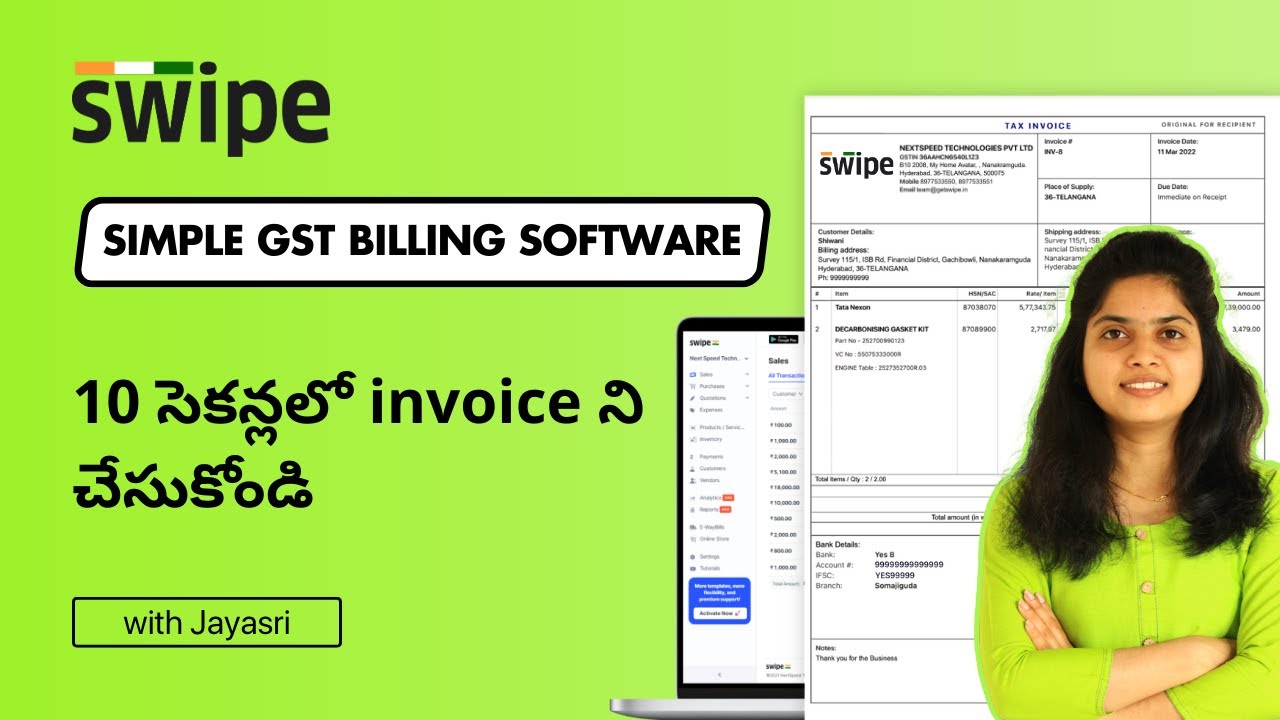 swipe
SIMPLE GST BILLING SOFTWARE
10 సెకన్లలో invoice ని
చేసుకోండి
with Jayasri
swipe
Next Speed Techn..
Sales
Purchases
Quotations
Expenses
Products / Servic...
Inventory
Payments
Customers
Vendors
Analytics
Reports
E-WayBills
Online Store
Settings
Tutorials
More templates, more
flexibility, and
premium support!
Activate Now
Google Play
Sales
All Transactio
Customer
Amount
₹ 100.00
₹ 1,000.00
₹ 2,000.00
₹ 5,100.00
₹ 18,000.00
₹ 10,000.00
₹ 500.00
₹ 2,000.00
₹ 800.00
₹ 1,000.00
Total Amount
swipe
TAX INVOICE
ORIGINAL FOR RECIPIENT
swipe
NEXTSPEED TECHNOLOGIES PVT LTD
GSTIN 36AAHCN6540L1Z3
B10 2008, My Home Avatar, , Nanakramguda.
Hyderabad, 36-TELANGANA, 500075
Mobile 8977533550, 8977533551
Email team@getswipe.in
Invoice #
INV-8
Invoice Date:
11 Mar 2022
Place of Supply:
36-TELANGANA
Due Date:
Immediate on Receipt
Customer Details:
Shiwani
Billing address:
Survey 115/1, ISB Rd, Financial District, Gachibowli, Nanakaramguda
Hyderabad, 36-TELANGANA
Ph: 9999999999
Shipping address:
Survey 115/1, ISB R
nancial District
Nanakaram
Hyderabad
# Item HSN/SAC Rate/ Item Amount
1 Tata Nexon 87038070 5,77,343.75 7,39,000.00
2 DECARBONISING GASKET KIT 87089900 2,717.97 3,479.00
Part No - 252700990123
VC No : 55075333000R
ENGINE Table : 2527352700R.03
Total Items / Qty : 2 / 2.00
Total amount (in w
Bank Details:
Bank: Yes B
Account #: 99999999999999
IFSC: YES99999
Branch: Somajiguda
Notes:
Thank you for the Business